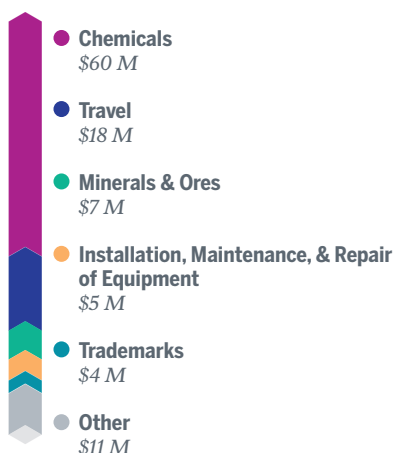 Chemicals
$60 M
Travel
$18 M
Minerals & Ores
$7 M
Installation, Maintenance, & Repair
of Equipment
$5 M
Trademarks
$4 M
Other
$11 M